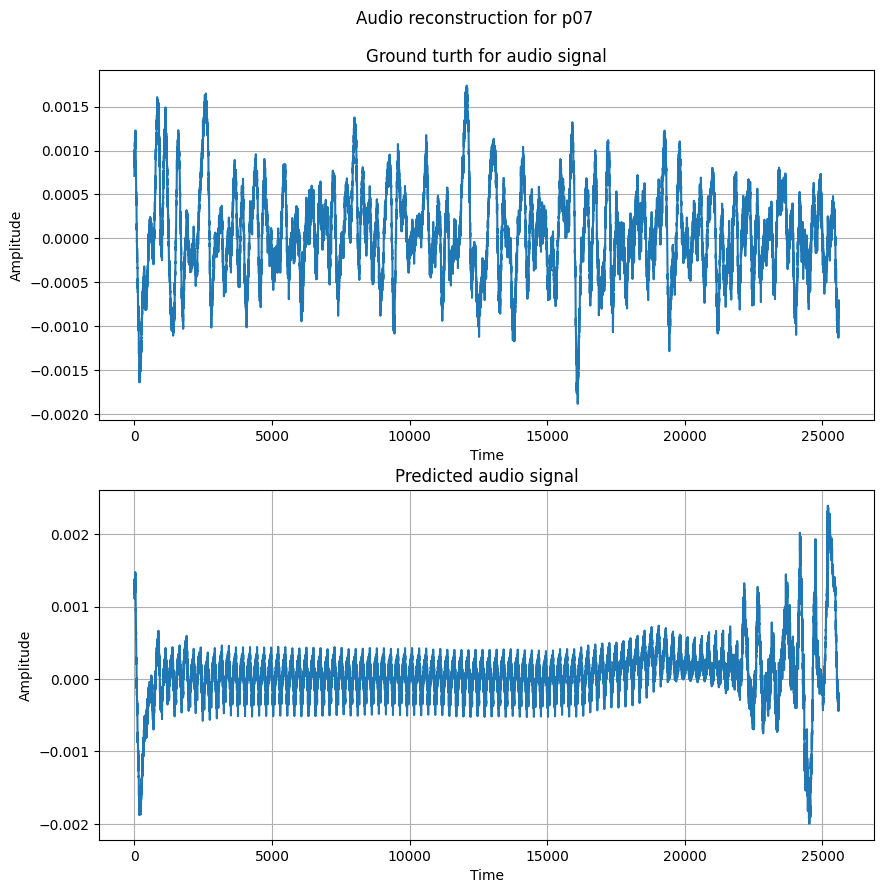 Audio reconstruction for p07
Ground turth for audio signal
0.0015
0.0010
0.0005
0.0000
−0.0005
−0.0010
−0.0015
−0.0020
Amplitude
0 5000 10000 15000 20000 25000
Time
Predicted audio signal
0.002
0.001
0.000
−0.001
−0.002
Amplitude
0 5000 10000 15000 20000 25000
Time